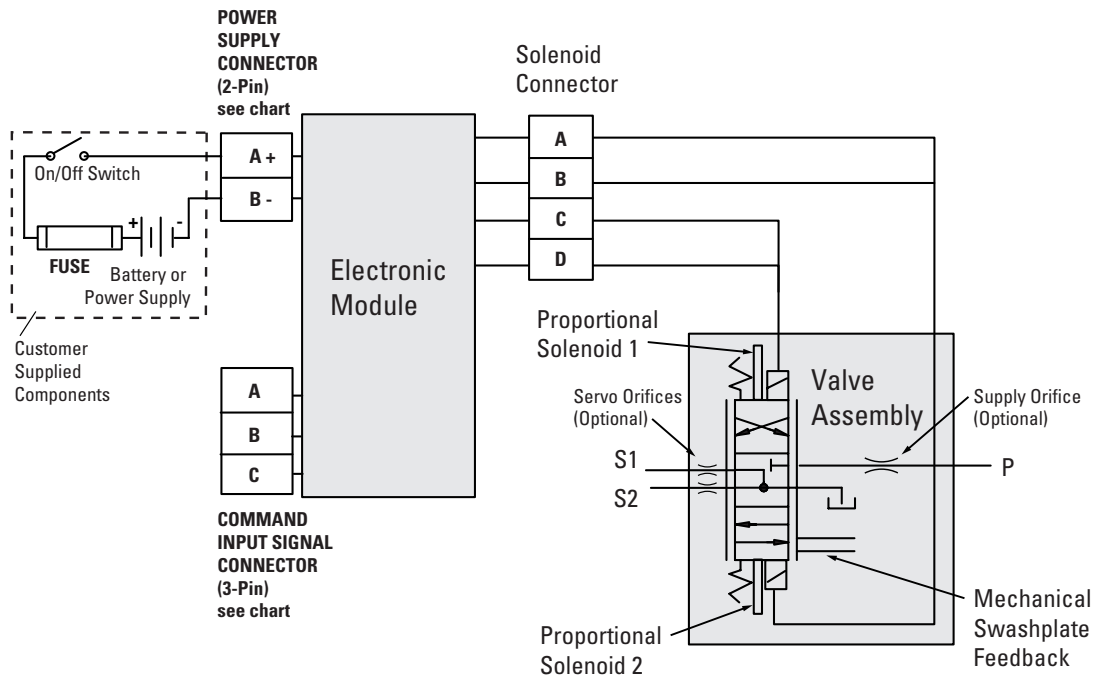 POWER
SUPPLY
CONNECTOR
(2-Pin)
see chart
Solenoid
Connector
On/Off Switch
A +
B -
+
-
FUSE
Battery or
Power Supply
Customer
Supplied
Components
Electronic
Module
A
B
C
D
A
B
C
COMMAND
INPUT SIGNAL
CONNECTOR
(3-Pin)
see chart
Proportional
Solenoid 1
Servo Orifices
(Optional)
Valve
Assembly
Supply Orifice
(Optional)
S1
S2
P
Proportional
Solenoid 2
Mechanical
Swashplate
Feedback